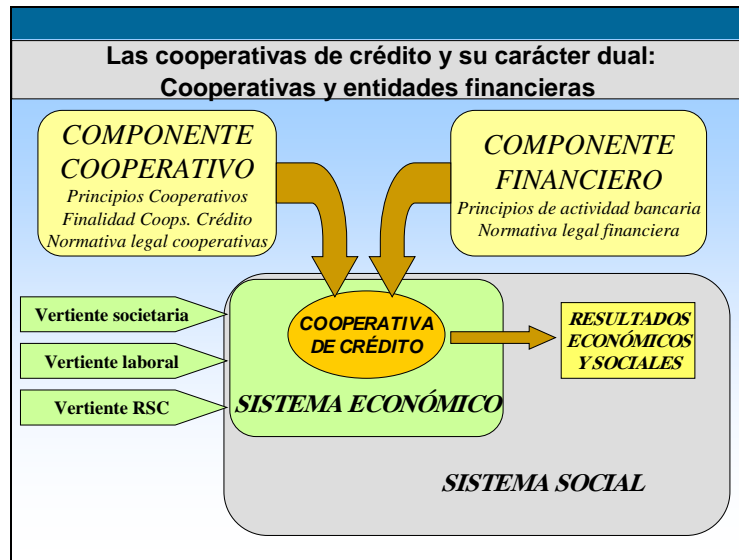 Las cooperativas de crédito y su carácter dual:
Cooperativas y entidades financieras
COMPONENTE
COOPERATIVO
Principios Cooperativos
Finalidad Coops. Crédito
Normativa legal cooperativas
COMPONENTE
FINANCIERO
Principios de actividad bancaria
Normativa legal financiera
Vertiente societaria
Vertiente laboral
Vertiente RSC
COOPERATIVA
DE CRÉDITO
RESULTADOS
ECONÓMICOS
Y SOCIALES
SISTEMA ECONÓMICO
SISTEMA SOCIAL